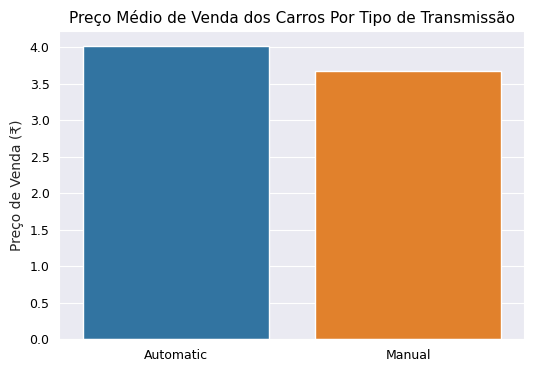 Preço Médio de Venda dos Carros Por Tipo de Transmissão
Preço de Venda (₹)
4.0
3.5
3.0
2.5
2.0
1.5
1.0
0.5
0.0
Automatic
Manual